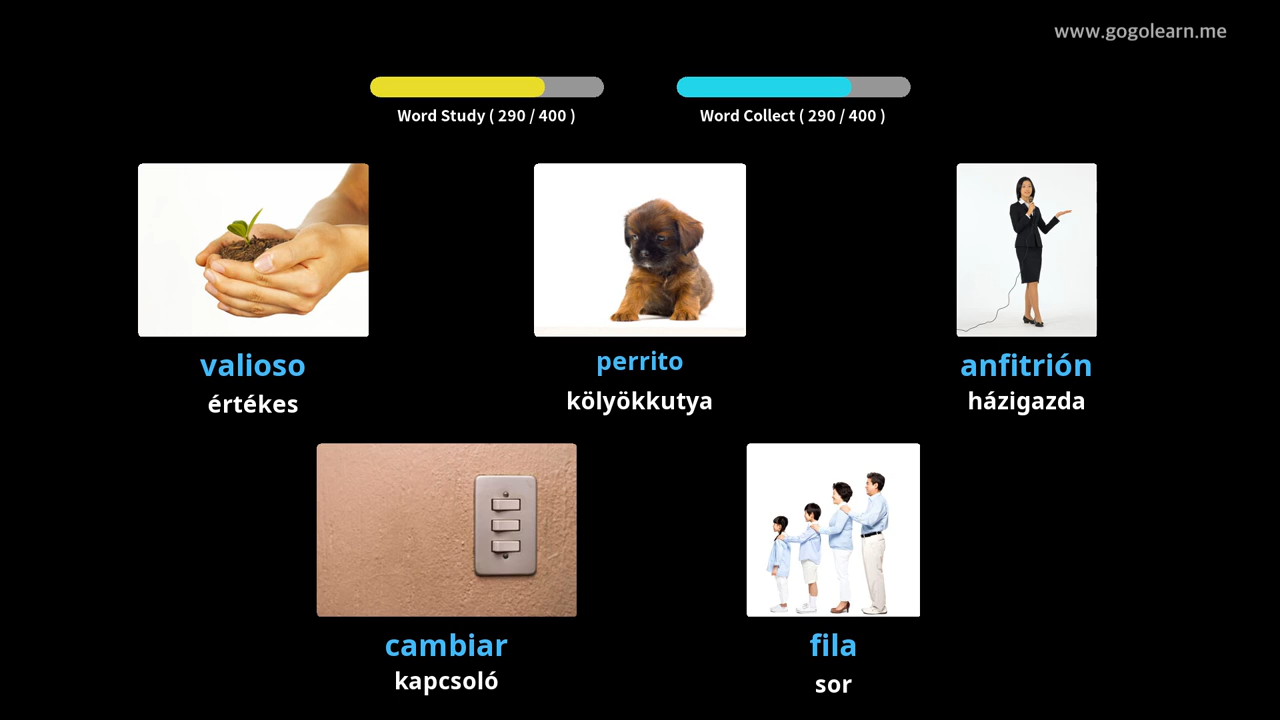 www.gogolearn.me
Word Study ( 290 / 400 )
Word Collect ( 290 / 400 )
valioso
értékes
perrito
kölyökkutya
anfitrión
házigazda
cambiar
kapcsoló
fila
sor